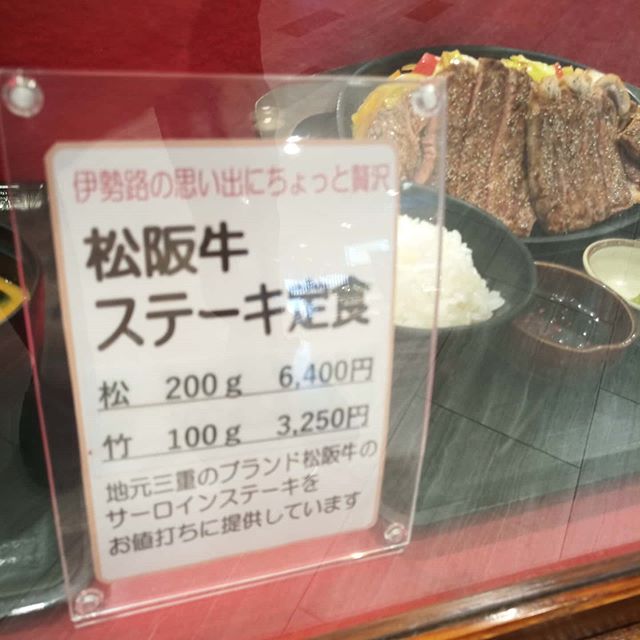 伊勢路の思い出にちょっと贅沢
松阪牛
ステーキ定食
松 200g 6,400円
竹 100g 3,250円
地元三重のブランド松阪牛の
サーロインステーキを
お値打ちに提供しています